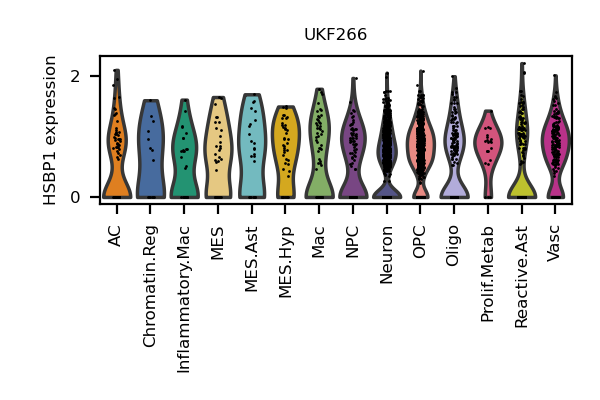 UKF266
HSBP1 expression
2
0
AC
Chromatin.Reg
Inflammatory.Mac
MES
MES.Ast
MES.Hyp
Mac
NPC
Neuron
OPC
Oligo
Prolif.Metab
Reactive.Ast
Vasc